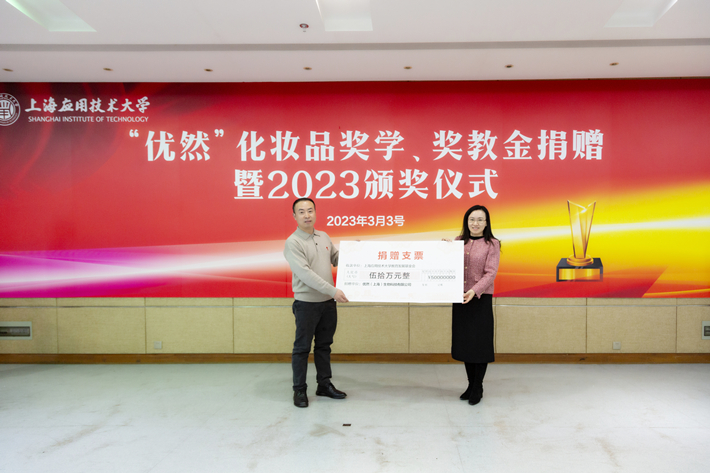 上海应用技术大学
SHANGHAI INSTITUTE OF TECHNOLOGY
“优然”化妆品奖学、奖教金捐赠
暨2023颁奖仪式
2023年3月3号
捐赠支票
伍拾万元整